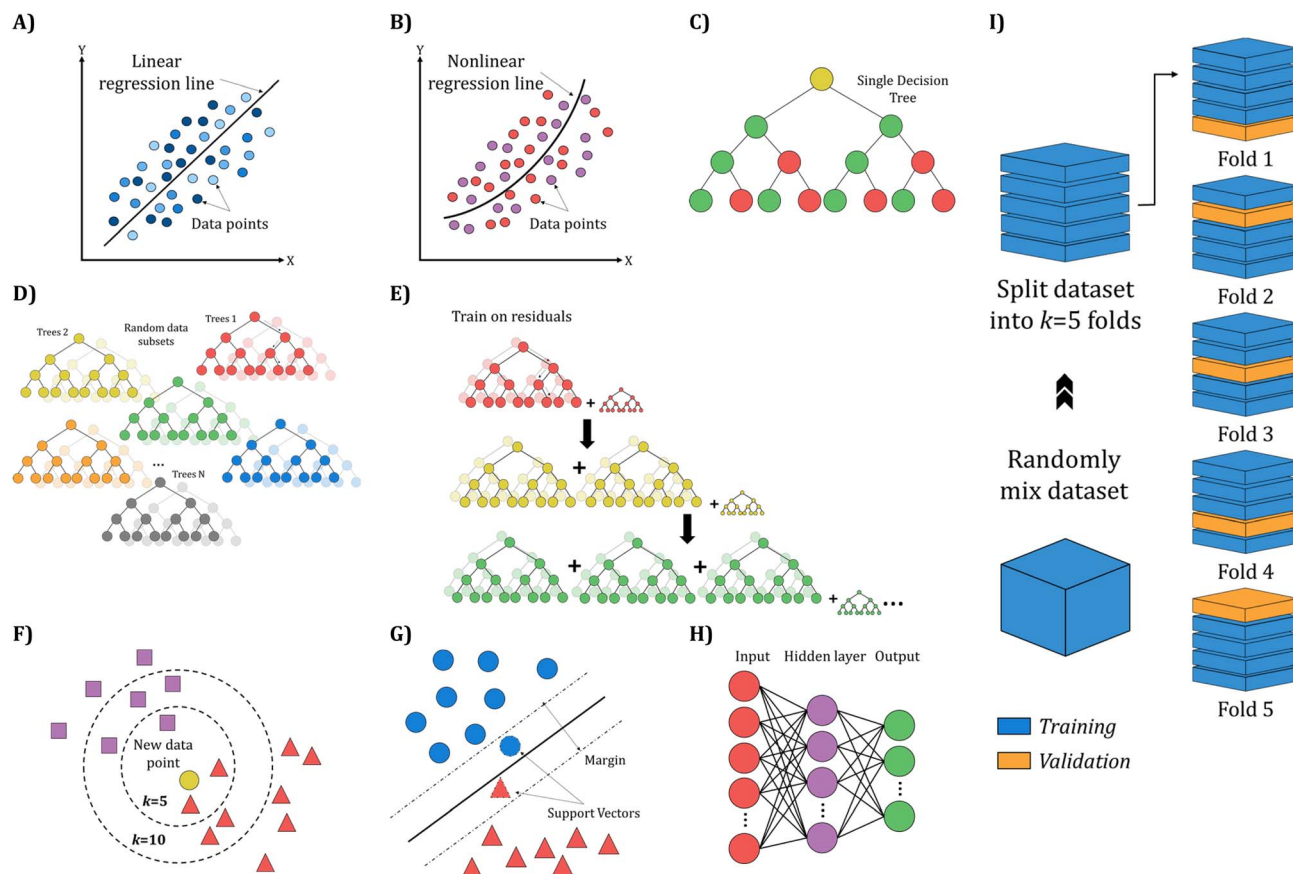 A)
Y
Linear
regression line
Data points
X
B)
Y
Nonlinear
regression line
Data points
X
C)
Single Decision
Tree
D)
Trees 2
Random data
subsets
Trees 1
...
Trees N
E)
Train on residuals
+
+
+
+
+
+
...
F)
New data
point
k=5
k=10
G)
Margin
Support Vectors
H)
Input
Hidden layer
Output
I)
Split dataset
into k=5 folds
Randomly
mix dataset
Fold 1
Fold 2
Fold 3
Fold 4
Fold 5
Training
Validation